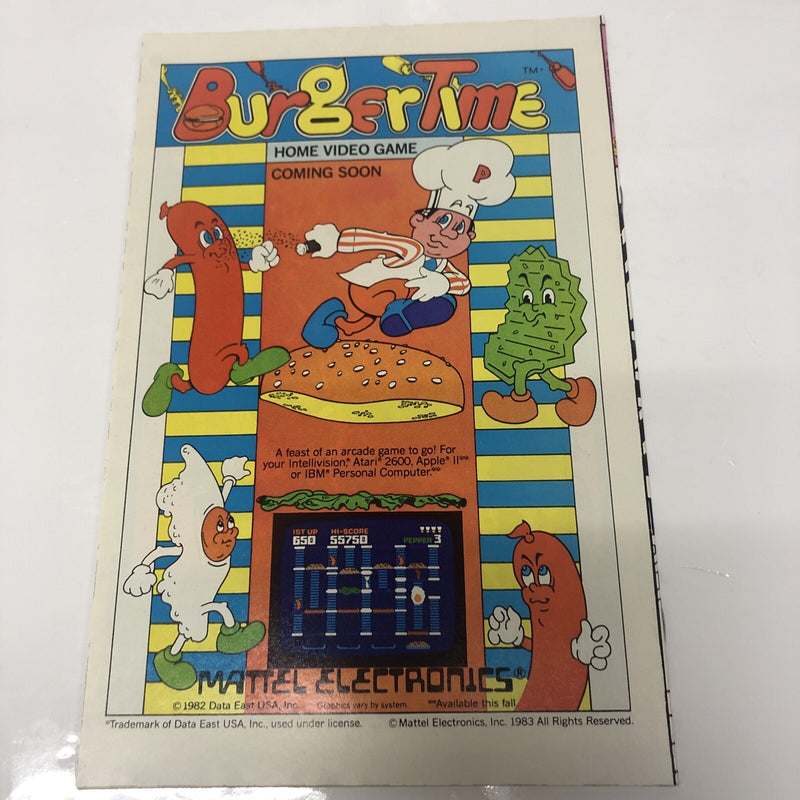 BurgerTime TM*
HOME VIDEO GAME
COMING SOON
P
A feast of an arcade game to go! For
your Intellivision,® Atari® 2600, Apple® II**
or IBM® Personal Computer.**
1ST UP HI-SCORE
650 55750 PEPPER 3
MATTEL ELECTRONICS®
© 1982 Data East USA, Inc. Graphics vary by system. **Available this fall.
*Trademark of Data East USA, Inc., used under license. © Mattel Electronics, Inc. 1983 All Rights Reserved.